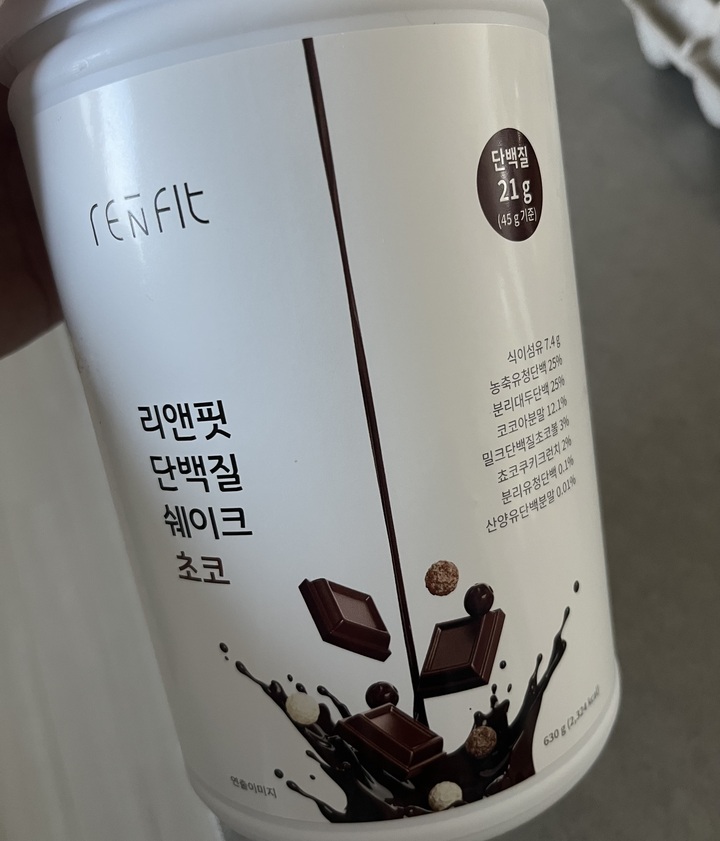 renfit
단백질
21 g
(45 g 기준)
식이섬유 7.4 g
농축유청단백 25%
분리대두단백 25%
코코아분말 12.1%
밀크단백질초코볼 3%
쵸코쿠키크런치 2%
분리유청단백 0.1%
산양유단백분말 0.01%
리앤핏
단백질
쉐이크
초코
연출이미지
630 g (2,324 kcal)